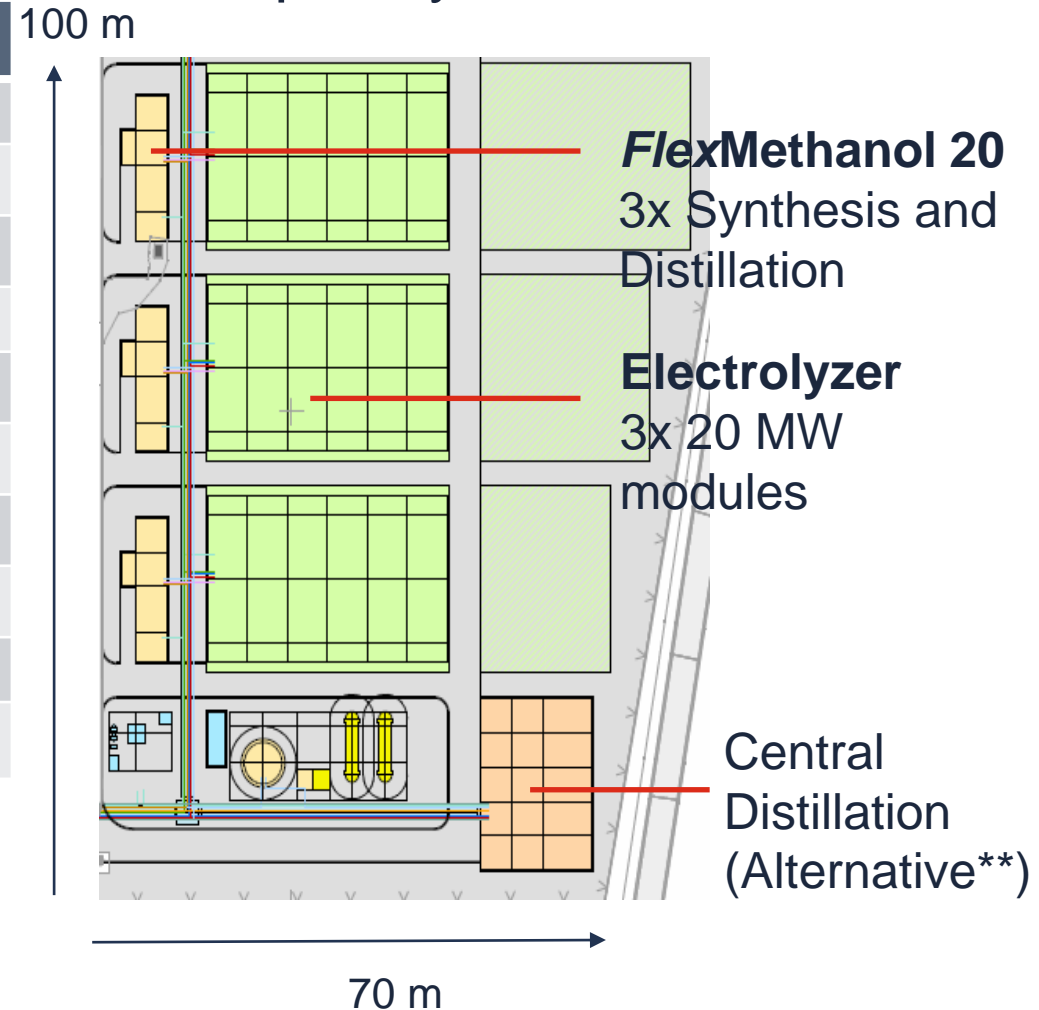 100 m
FlexMethanol 20
3x Synthesis and
Distillation
Electrolyzer
3x 20 MW
modules
Central
Distillation
(Alternative**)
70 m